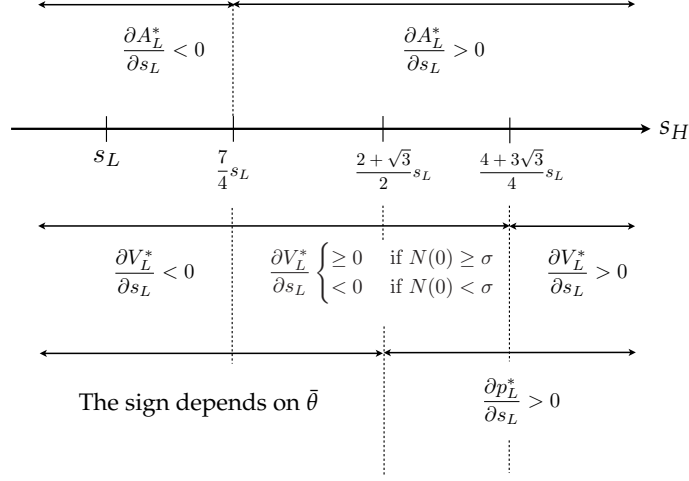 ∂A*_L/∂s_L < 0    ∂A*_L/∂s_L > 0
s_H
s_L    7/4 s_L    (2 + √3)/2 s_L    (4 + 3√3)/4 s_L
∂V*_L/∂s_L < 0    ∂V*_L/∂s_L { ≥ 0 if N(0) ≥ σ    ∂V*_L/∂s_L > 0
< 0 if N(0) < σ
The sign depends on θ̄    ∂p*_L/∂s_L > 0